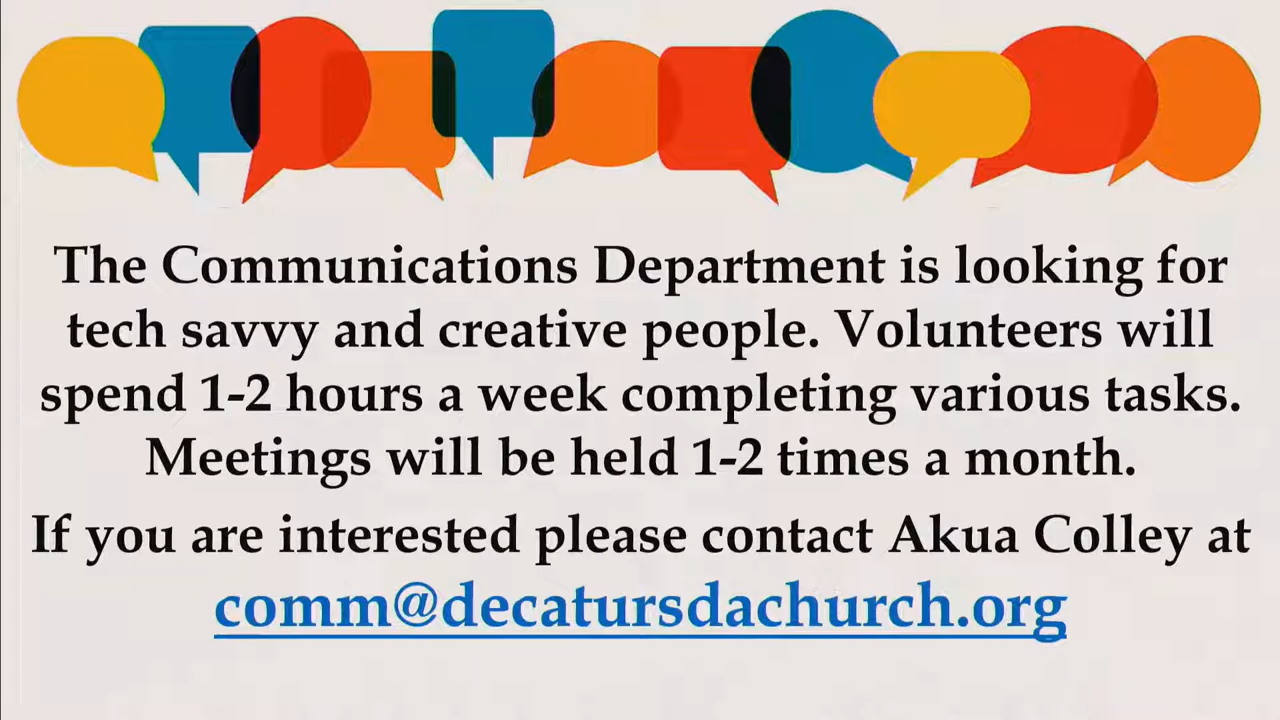 The Communications Department is looking for
tech savvy and creative people. Volunteers will
spend 1-2 hours a week completing various tasks.
Meetings will be held 1-2 times a month.
If you are interested please contact Akua Colley at
comm@decatursdachurch.org